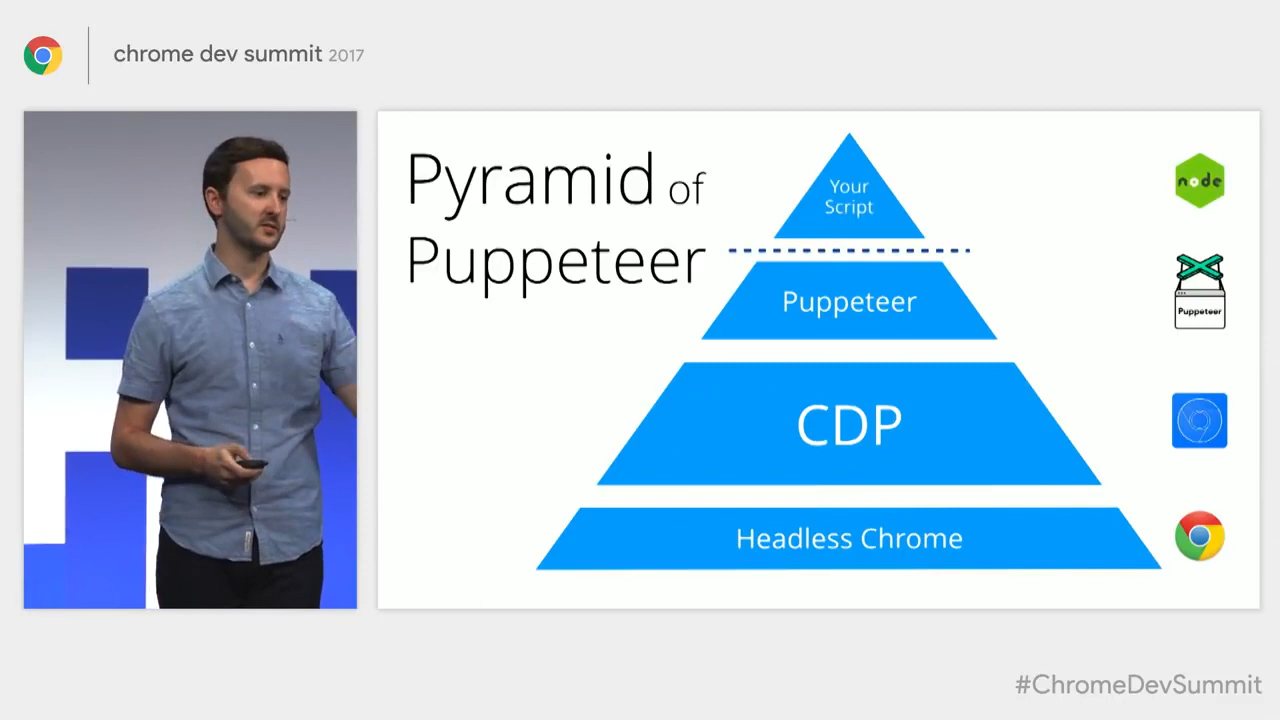 chrome dev summit 2017
Pyramid of
Puppeteer
Your
Script
node
Puppeteer
Puppeteer
CDP
Headless Chrome
#ChromeDevSummit